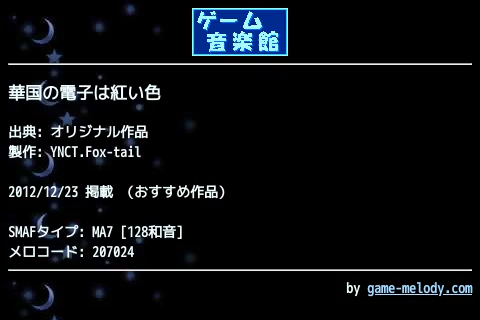 ゲーム
音楽館
華国の電子は紅い色
出典: オリジナル作品
製作: YNCT.Fox-tail
2012/12/23 掲載 (おすすめ作品)
SMAFタイプ: MA7 [128和音]
メロコード: 207024
by game-melody.com